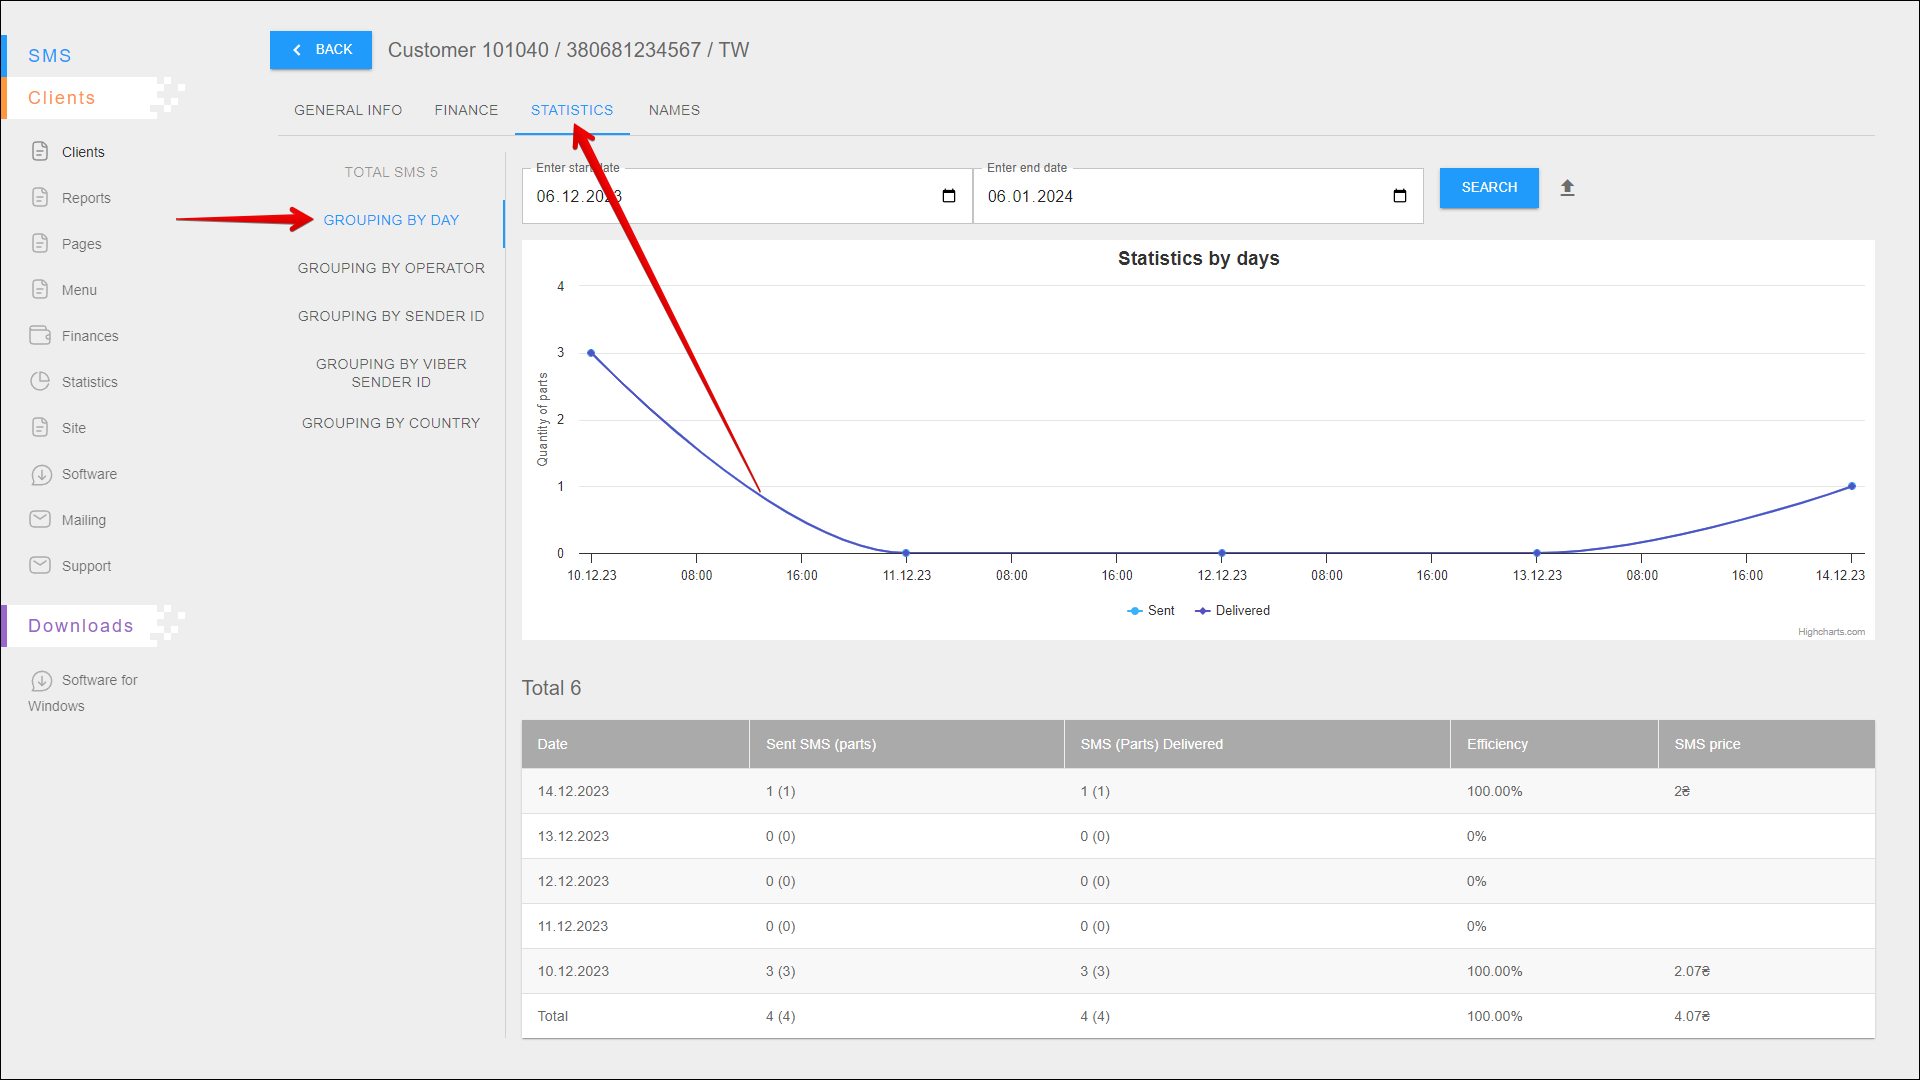 SMS
Clients
Clients
Reports
Pages
Menu
Finances
Statistics
Site
Software
Mailing
Support
Downloads
Software for
Windows
BACK
Customer 101040 / 380681234567 / TW
GENERAL INFO FINANCE STATISTICS NAMES
TOTAL SMS 5
GROUPING BY DAY
GROUPING BY OPERATOR
GROUPING BY SENDER ID
GROUPING BY VIBER
SENDER ID
GROUPING BY COUNTRY
Enter start date
06.12.2023
Enter end date
06.01.2024
SEARCH
Statistics by days
Quantity of parts
4
3
2
1
0
10.12.23 08:00 16:00 11.12.23 08:00 16:00 12.12.23 08:00 16:00 13.12.23 08:00 16:00 14.12.23
Sent Delivered
Highcharts.com
Total 6
Date Sent SMS (parts) SMS (Parts) Delivered Efficiency SMS price
14.12.2023 1 (1) 1 (1) 100.00% 2₴
13.12.2023 0 (0) 0 (0) 0%
12.12.2023 0 (0) 0 (0) 0%
11.12.2023 0 (0) 0 (0) 0%
10.12.2023 3 (3) 3 (3) 100.00% 2.07₴
Total 4 (4) 4 (4) 100.00% 4.07₴